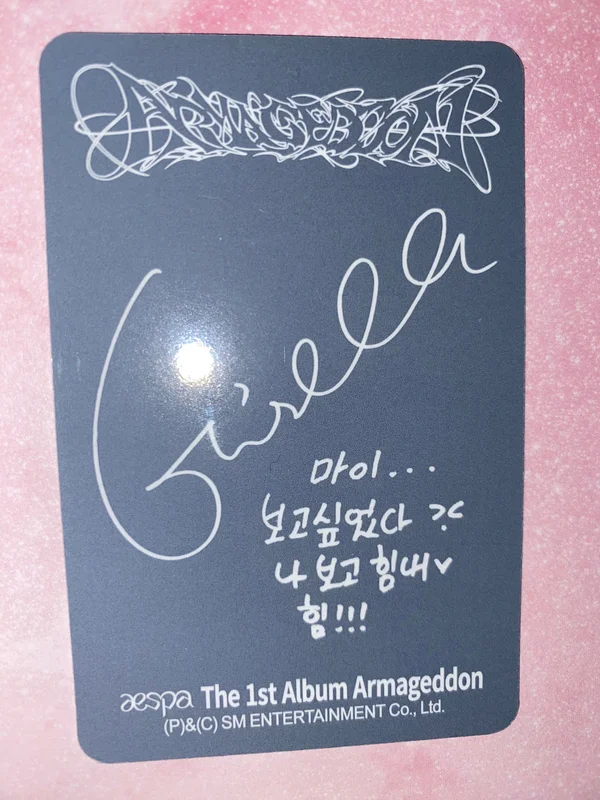 ARMAGEDDON
Giselle
마이...
보고싶었다 ><
나 보고 힘내♥
힘!!!
aespa The 1st Album Armageddon
(P)&(C) SM ENTERTAINMENT Co., Ltd.